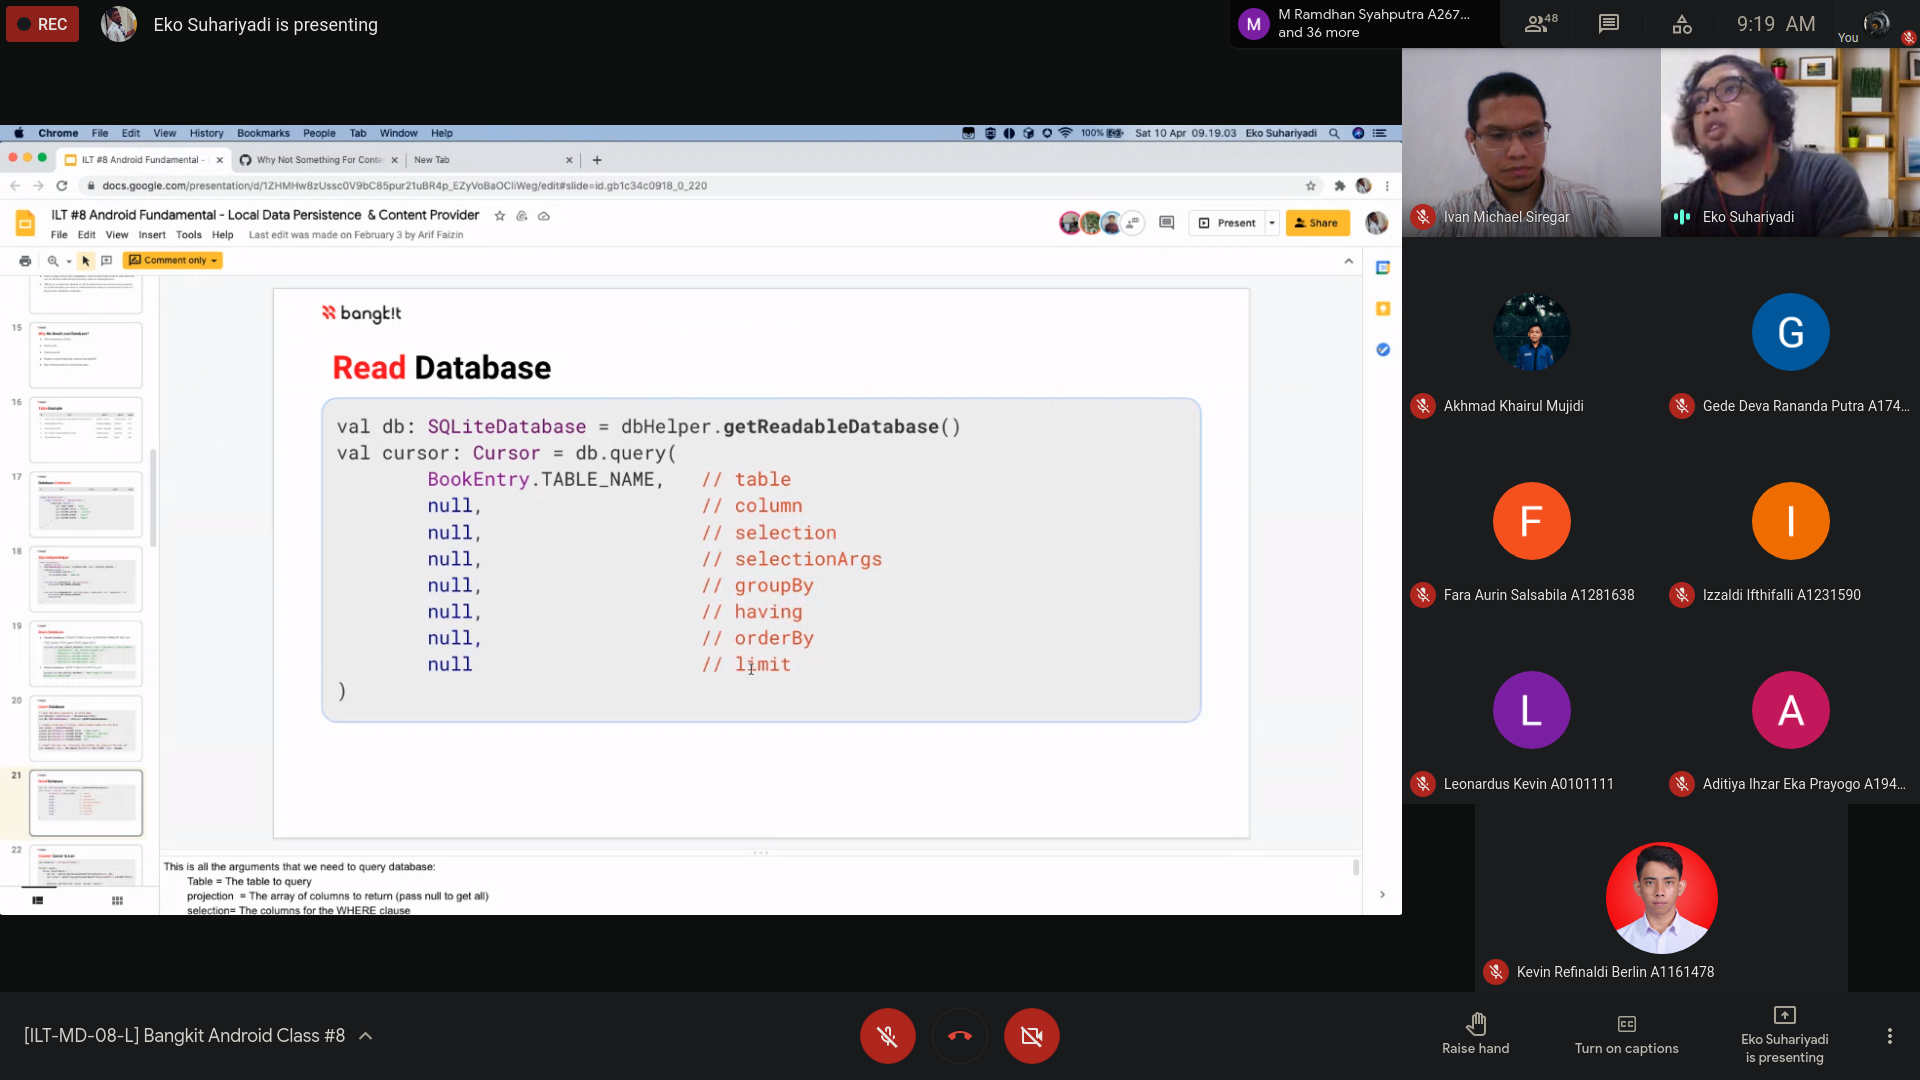 REC
Eko Suhariyadi is presenting
M
M Ramdhan Syahputra A267...
and 36 more
48
9:19 AM
You
Chrome File Edit View History Bookmarks People Tab Window Help
100%
Sat 10 Apr 09.19.03 Eko Suhariyadi
ILT #8 Android Fundamental -
Why Not Something For Conte
New Tab
docs.google.com/presentation/d/1ZHMHw8zUssc0V9bC85pur21uBR4p_EZyVoBaOCliWeg/edit#slide=id.gb1c34c0918_0_220
ILT #8 Android Fundamental - Local Data Persistence & Content Provider
File Edit View Insert Tools Help Last edit was made on February 3 by Arif Faizin
Present
Share
Comment only
15
16
17
18
19
20
21
22
bangk!t
Read Database
val db: SQLiteDatabase = dbHelper.getReadableDatabase()
val cursor: Cursor = db.query(
BookEntry.TABLE_NAME, // table
null, // column
null, // selection
null, // selectionArgs
null, // groupBy
null, // having
null, // orderBy
null // limit
)
This is all the arguments that we need to query database:
Table = The table to query
projection = The array of columns to return (pass null to get all)
selection= The columns for the WHERE clause
Ivan Michael Siregar
Eko Suhariyadi
Akhmad Khairul Mujidi
G
Gede Deva Rananda Putra A174...
F
Fara Aurin Salsabila A1281638
I
Izzaldi Ifthifalli A1231590
L
Leonardus Kevin A0101111
A
Aditiya Ihzar Eka Prayogo A194...
Kevin Refinaldi Berlin A1161478
[ILT-MD-08-L] Bangkit Android Class #8
Raise hand
Turn on captions
Eko Suhariyadi
is presenting